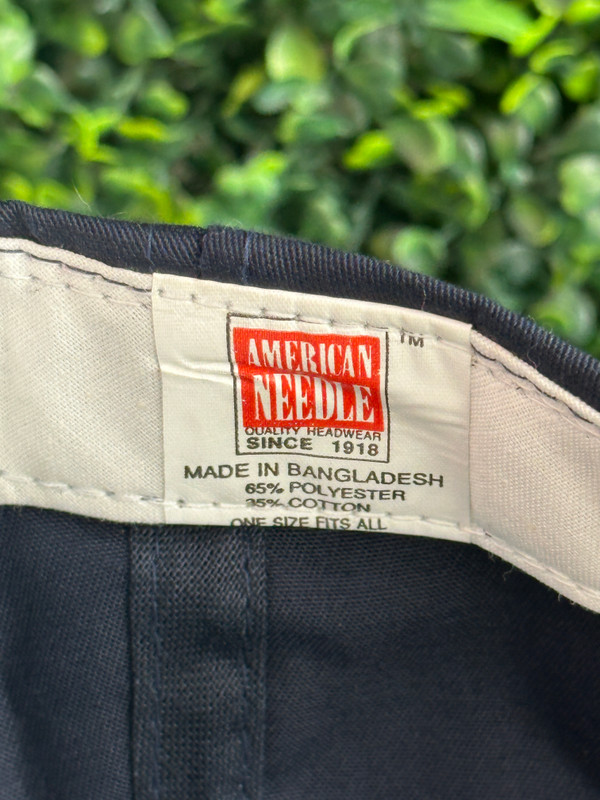 AMERICAN
NEEDLE
TM
QUALITY HEADWEAR
SINCE 1918
MADE IN BANGLADESH
65% POLYESTER
35% COTTON
ONE SIZE FITS ALL